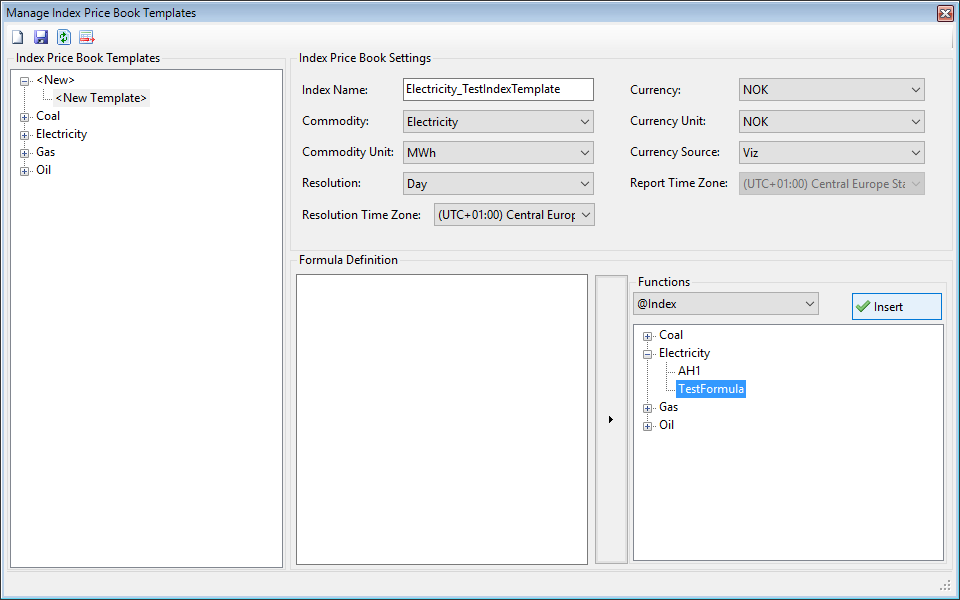 Manage Index Price Book Templates
Index Price Book Templates
<New>
<New Template>
Coal
Electricity
Gas
Oil
Index Price Book Settings
Index Name: Electricity_TestIndexTemplate
Currency: NOK
Commodity: Electricity
Currency Unit: NOK
Commodity Unit: MWh
Currency Source: Viz
Resolution: Day
Report Time Zone: (UTC+01:00) Central Europe Sta
Resolution Time Zone: (UTC+01:00) Central Europ
Formula Definition
Functions
@Index
Insert
Coal
Electricity
AH1
TestFormula
Gas
Oil